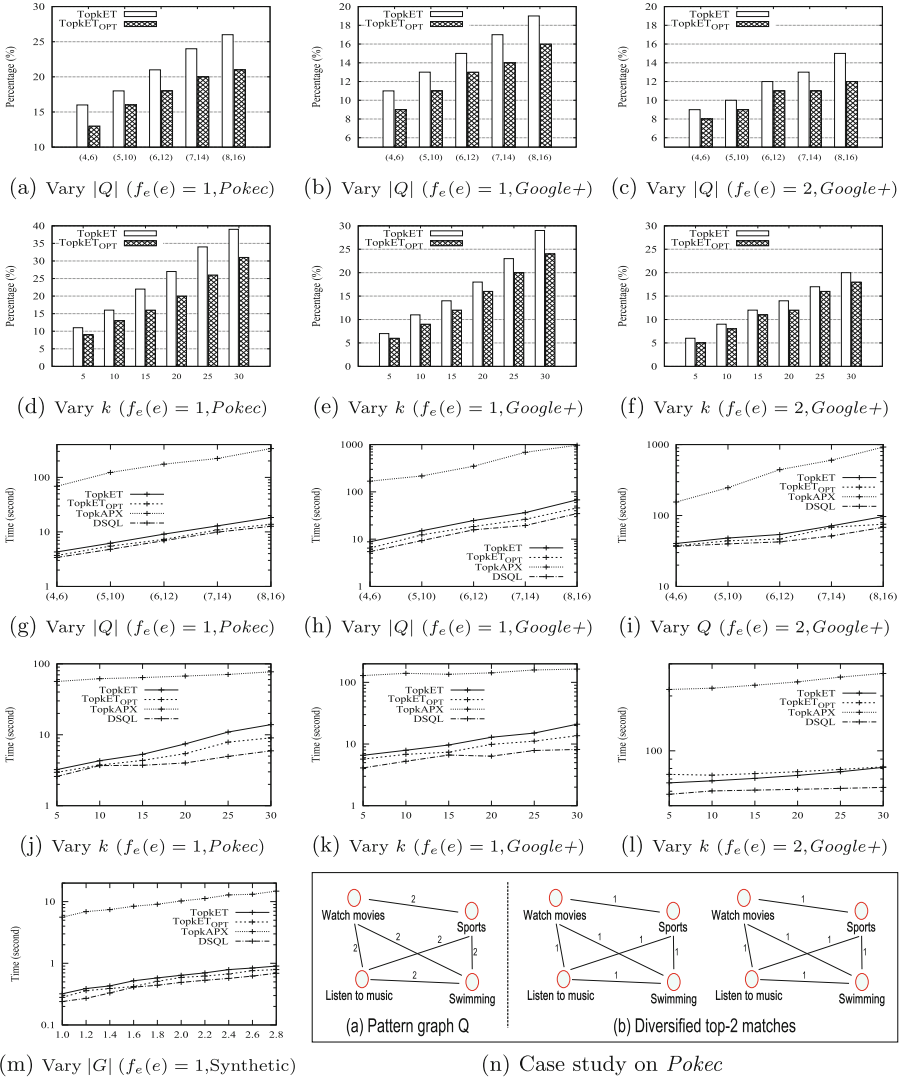 TopkET
TopkET_OPT
Percentage (%)
30
25
20
15
10
(4,6) (5,10) (6,12) (7,14) (8,16)
(a) Vary |Q| (f_e(e) = 1,Pokec)
TopkET
TopkET_OPT
Percentage (%)
20
18
16
14
12
10
8
6
(4,6) (5,10) (6,12) (7,14) (8,16)
(b) Vary |Q| (f_e(e) = 1,Google+)
TopkET
TopkET_OPT
Percentage (%)
20
18
16
14
12
10
8
6
(4,6) (5,10) (6,12) (7,14) (8,16)
(c) Vary |Q| (f_e(e) = 2,Google+)
TopkET
TopkET_OPT
Percentage (%)
40
35
30
25
20
15
10
5
0
5 10 15 20 25 30
(d) Vary k (f_e(e) = 1,Pokec)
TopkET
TopkET_OPT
Percentage (%)
30
25
20
15
10
5
0
5 10 15 20 25 30
(e) Vary k (f_e(e) = 1,Google+)
TopkET
TopkET_OPT
Percentage (%)
30
25
20
15
10
5
0
5 10 15 20 25 30
(f) Vary k (f_e(e) = 2,Google+)
Time (second)
100
10
1
TopkET
TopkET_OPT
TopkAPX
DSQL
(4,6) (5,10) (6,12) (7,14) (8,16)
(g) Vary |Q| (f_e(e) = 1,Pokec)
Time (second)
1000
100
10
1
TopkET
TopkET_OPT
TopkAPX
DSQL
(4,6) (5,10) (6,12) (7,14) (8,16)
(h) Vary |Q| (f_e(e) = 1,Google+)
Time (second)
1000
100
10
TopkET
TopkET_OPT
TopkAPX
DSQL
(4,6) (5,10) (6,12) (7,14) (8,16)
(i) Vary Q (f_e(e) = 2,Google+)
Time (second)
100
10
1
TopkET
TopkET_OPT
TopkAPX
DSQL
5 10 15 20 25 30
(j) Vary k (f_e(e) = 1,Pokec)
Time (second)
100
10
1
TopkET
TopkET_OPT
TopkAPX
DSQL
5 10 15 20 25 30
(k) Vary k (f_e(e) = 1,Google+)
Time (second)
100
TopkET
TopkET_OPT
TopkAPX
DSQL
5 10 15 20 25 30
(l) Vary k (f_e(e) = 2,Google+)
Time (second)
10
1
0.1
TopkET
TopkET_OPT
TopkAPX
DSQL
1.0 1.2 1.4 1.6 1.8 2.0 2.2 2.4 2.6 2.8
(m) Vary |G| (f_e(e) = 1,Synthetic)
Watch movies
2
Sports
2
2
2
2
Listen to music
Swimming
(a) Pattern graph Q
Watch movies
1
Sports
1
1
1
1
Listen to music
Swimming
Watch movies
1
Sports
1
1
1
1
Listen to music
Swimming
(b) Diversified top-2 matches
(n) Case study on Pokec